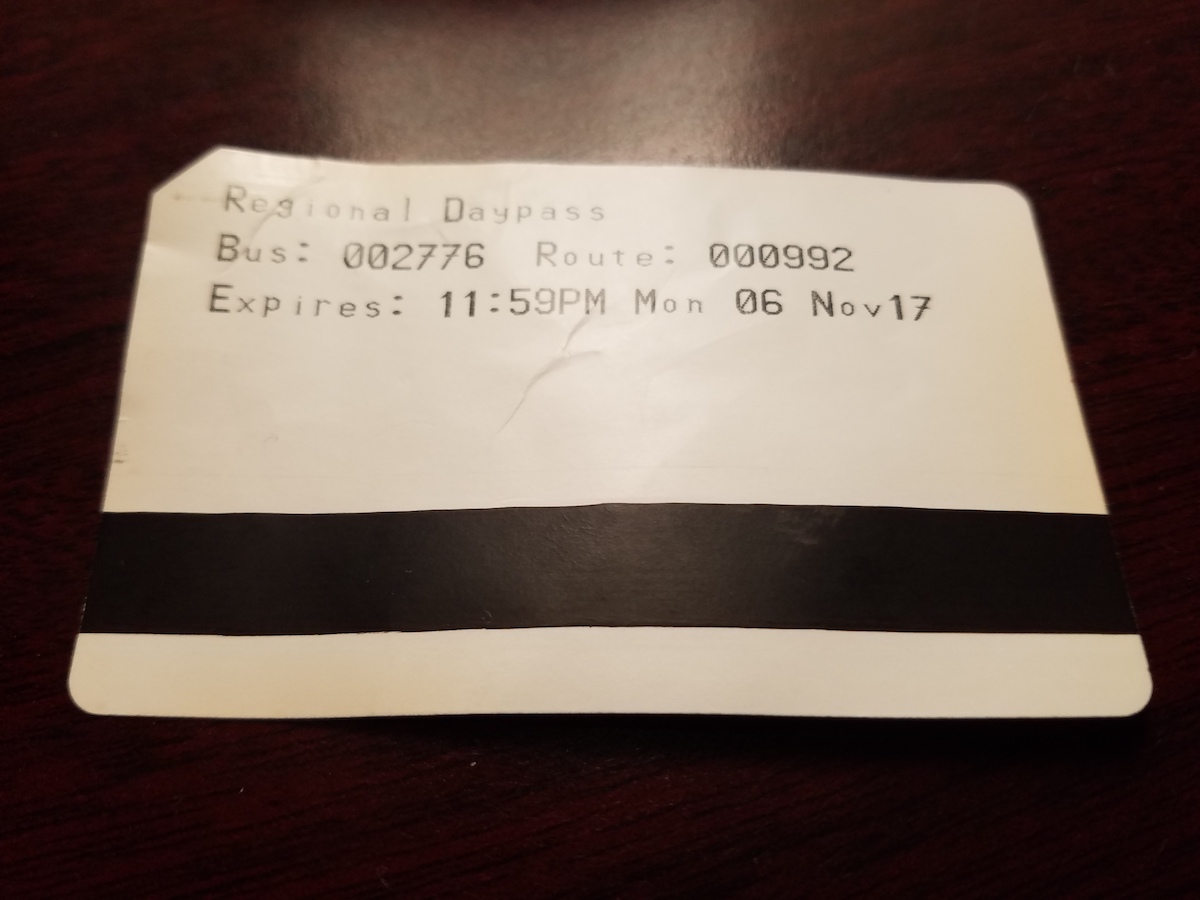 Regional Daypass
Bus: 002776 Route: 000992
Expires: 11:59PM Mon 06 Nov17